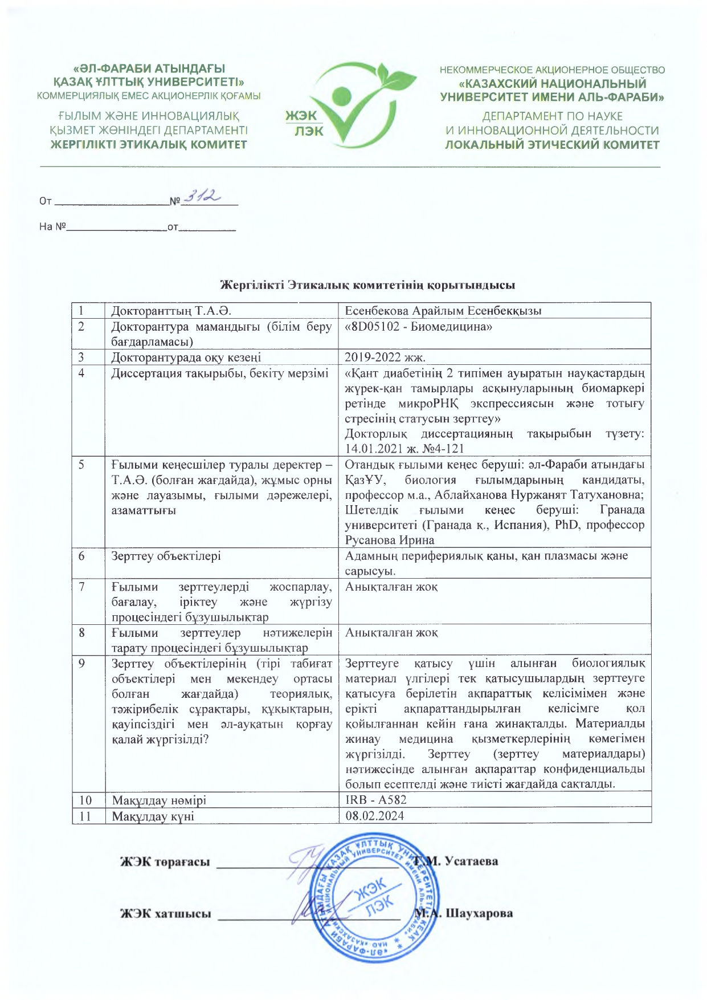 «ӘЛ-ФАРАБИ АТЫНДАҒЫ
ҚАЗАҚ ҰЛТТЫҚ УНИВЕРСИТЕТІ»
КОММЕРЦИЯЛЫҚ ЕМЕС АКЦИОНЕРЛІК ҚОҒАМЫ
ҒЫЛЫМ ЖӘНЕ ИННОВАЦИЯЛЫҚ
ҚЫЗМЕТ ЖӨНІНДЕГІ ДЕПАРТАМЕНТІ
ЖЕРГІЛІКТІ ЭТИКАЛЫҚ КОМИТЕТ
ЖЭК
ЛЭК
НЕКОММЕРЧЕСКОЕ АКЦИОНЕРНОЕ ОБЩЕСТВО
«КАЗАХСКИЙ НАЦИОНАЛЬНЫЙ
УНИВЕРСИТЕТ ИМЕНИ АЛЬ-ФАРАБИ»
ДЕПАРТАМЕНТ ПО НАУКЕ
И ИННОВАЦИОННОЙ ДЕЯТЕЛЬНОСТИ
ЛОКАЛЬНЫЙ ЭТИЧЕСКИЙ КОМИТЕТ
От ____________________№ 312
На №__________________от__________
Жергілікті Этикалық комитетінің қорытындысы
1 Докторанттың Т.А.Ә. Есенбекова Арайлым Есенбекқызы
2 Докторантура мамандығы (білім беру
бағдарламасы)
«8D05102 - Биомедицина»
3 Докторантурада оқу кезеңі 2019-2022 жж.
4 Диссертация тақырыбы, бекіту мерзімі
«Қант диабетінің 2 типімен ауыратын науқастардың
жүрек-қан тамырлары асқынуларының биомаркері
ретінде микроРНҚ экспрессиясын және тотығу
стресінің статусын зерттеу»
Докторлық диссертацияның тақырыбын түзету:
14.01.2021 ж. №4-121
5 Ғылыми кеңесшілер туралы деректер –
Т.А.Ә. (болған жағдайда), жұмыс орны
және лауазымы, ғылыми дәрежелері,
азаматтығы
Отандық ғылыми кеңес беруші: әл-Фараби атындағы
ҚазҰУ, биология ғылымдарының кандидаты,
профессор м.а., Аблайханова Нуржанят Татухановна;
Шетелдік ғылыми кеңес беруші: Гранада
университеті (Гранада қ., Испания), PhD, профессор
Русанова Ирина
6 Зерттеу объектілері
Адамның перифериялық қаны, қан плазмасы және
сарысуы.
7 Ғылыми зерттеулерді жоспарлау,
бағалау, іріктеу және жүргізу
процесіндегі бұзушылықтар
Анықталған жоқ
8 Ғылыми зерттеулер нәтижелерін
тарату процесіндегі бұзушылықтар
Анықталған жоқ
9 Зерттеу объектілерінің (тірі табиғат
объектілері мен мекендеу ортасы
болған жағдайда) теориялық,
тәжірибелік сұрақтары, құқықтарын,
қауіпсіздігі мен әл-ауқатын қорғау
қалай жүргізілді?
Зерттеуге қатысу үшін алынған биологиялық
материал үлгілері тек қатысушылардың зерттеуге
қатысуға берілетін ақпараттық келісімімен және
ерікті ақпараттандырылған келісімге қол
қойылғаннан кейін ғана жинақталды. Материалды
жинау медицина қызметкерлерінің көмегімен
жүргізілді. Зерттеу (зерттеу материалдары)
нәтижесінде алынған ақпараттар конфиденциальды
болып есептелді және тиісті жағдайда сақталды.
10 Мақұлдау нөмірі IRB - A582
11 Мақұлдау күні 08.02.2024
ЖЭК төрағасы Г.М. Усатаева
ЖЭК хатшысы М.А. Шаухарова
«ӘЛ-ФАРАБИ АТЫНДАҒЫ ҚАЗАҚ ҰЛТТЫҚ УНИВЕРСИТЕТІ» КЕАҚ
НАО «КАЗАХСКИЙ НАЦИОНАЛЬНЫЙ УНИВЕРСИТЕТ ИМЕНИ АЛЬ-ФАРАБИ»
ЖЭК
ЛЭК